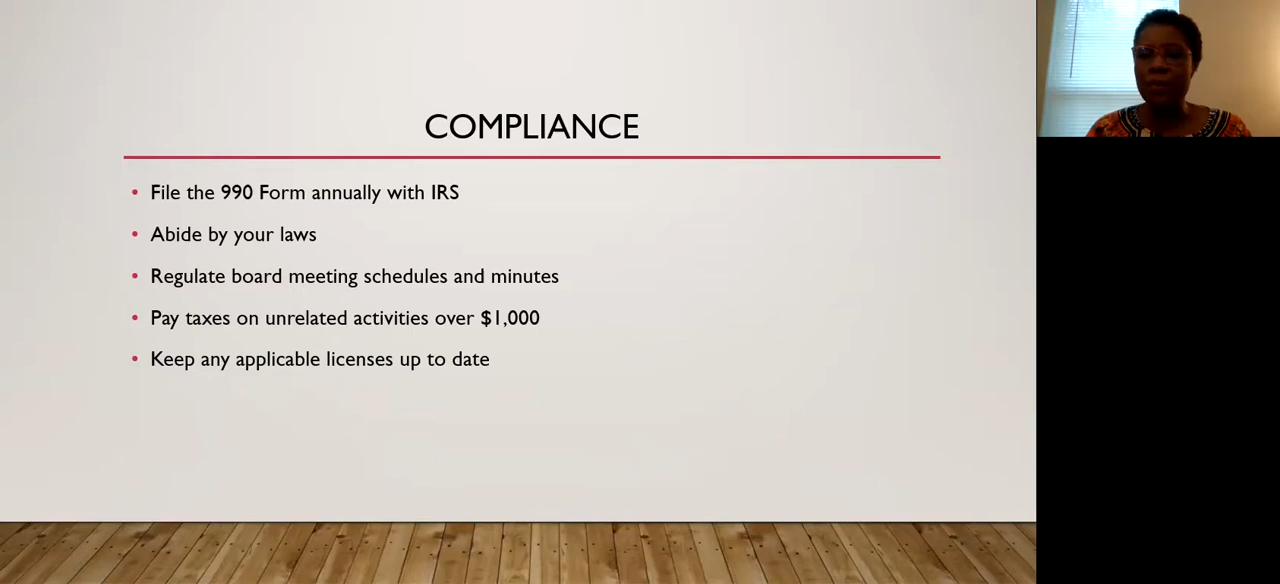 COMPLIANCE
• File the 990 Form annually with IRS
• Abide by your laws
• Regulate board meeting schedules and minutes
• Pay taxes on unrelated activities over $1,000
• Keep any applicable licenses up to date